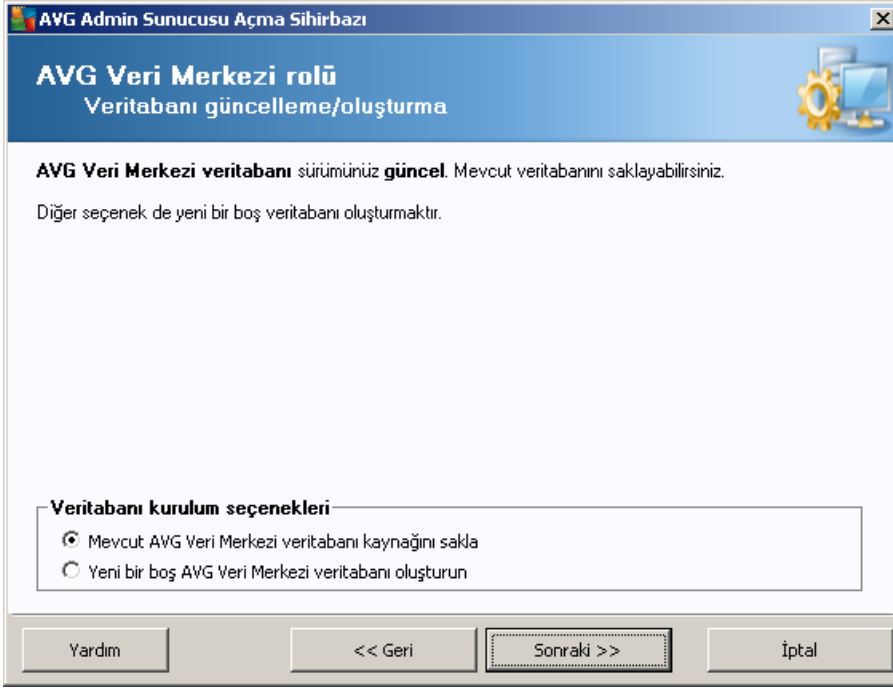 AVG Admin Sunucusu Açma Sihirbazı
AVG Veri Merkezi rolü
Veritabanı güncelleme/oluşturma
AVG Veri Merkezi veritabanı sürümünüz güncel. Mevcut veritabanını saklayabilirsiniz.
Diğer seçenek de yeni bir boş veritabanı oluşturmaktır.
Veritabanı kurulum seçenekleri
Mevcut AVG Veri Merkezi veritabanı kaynağını sakla
Yeni bir boş AVG Veri Merkezi veritabanı oluşturun
Yardım << Geri Sonraki >> İptal